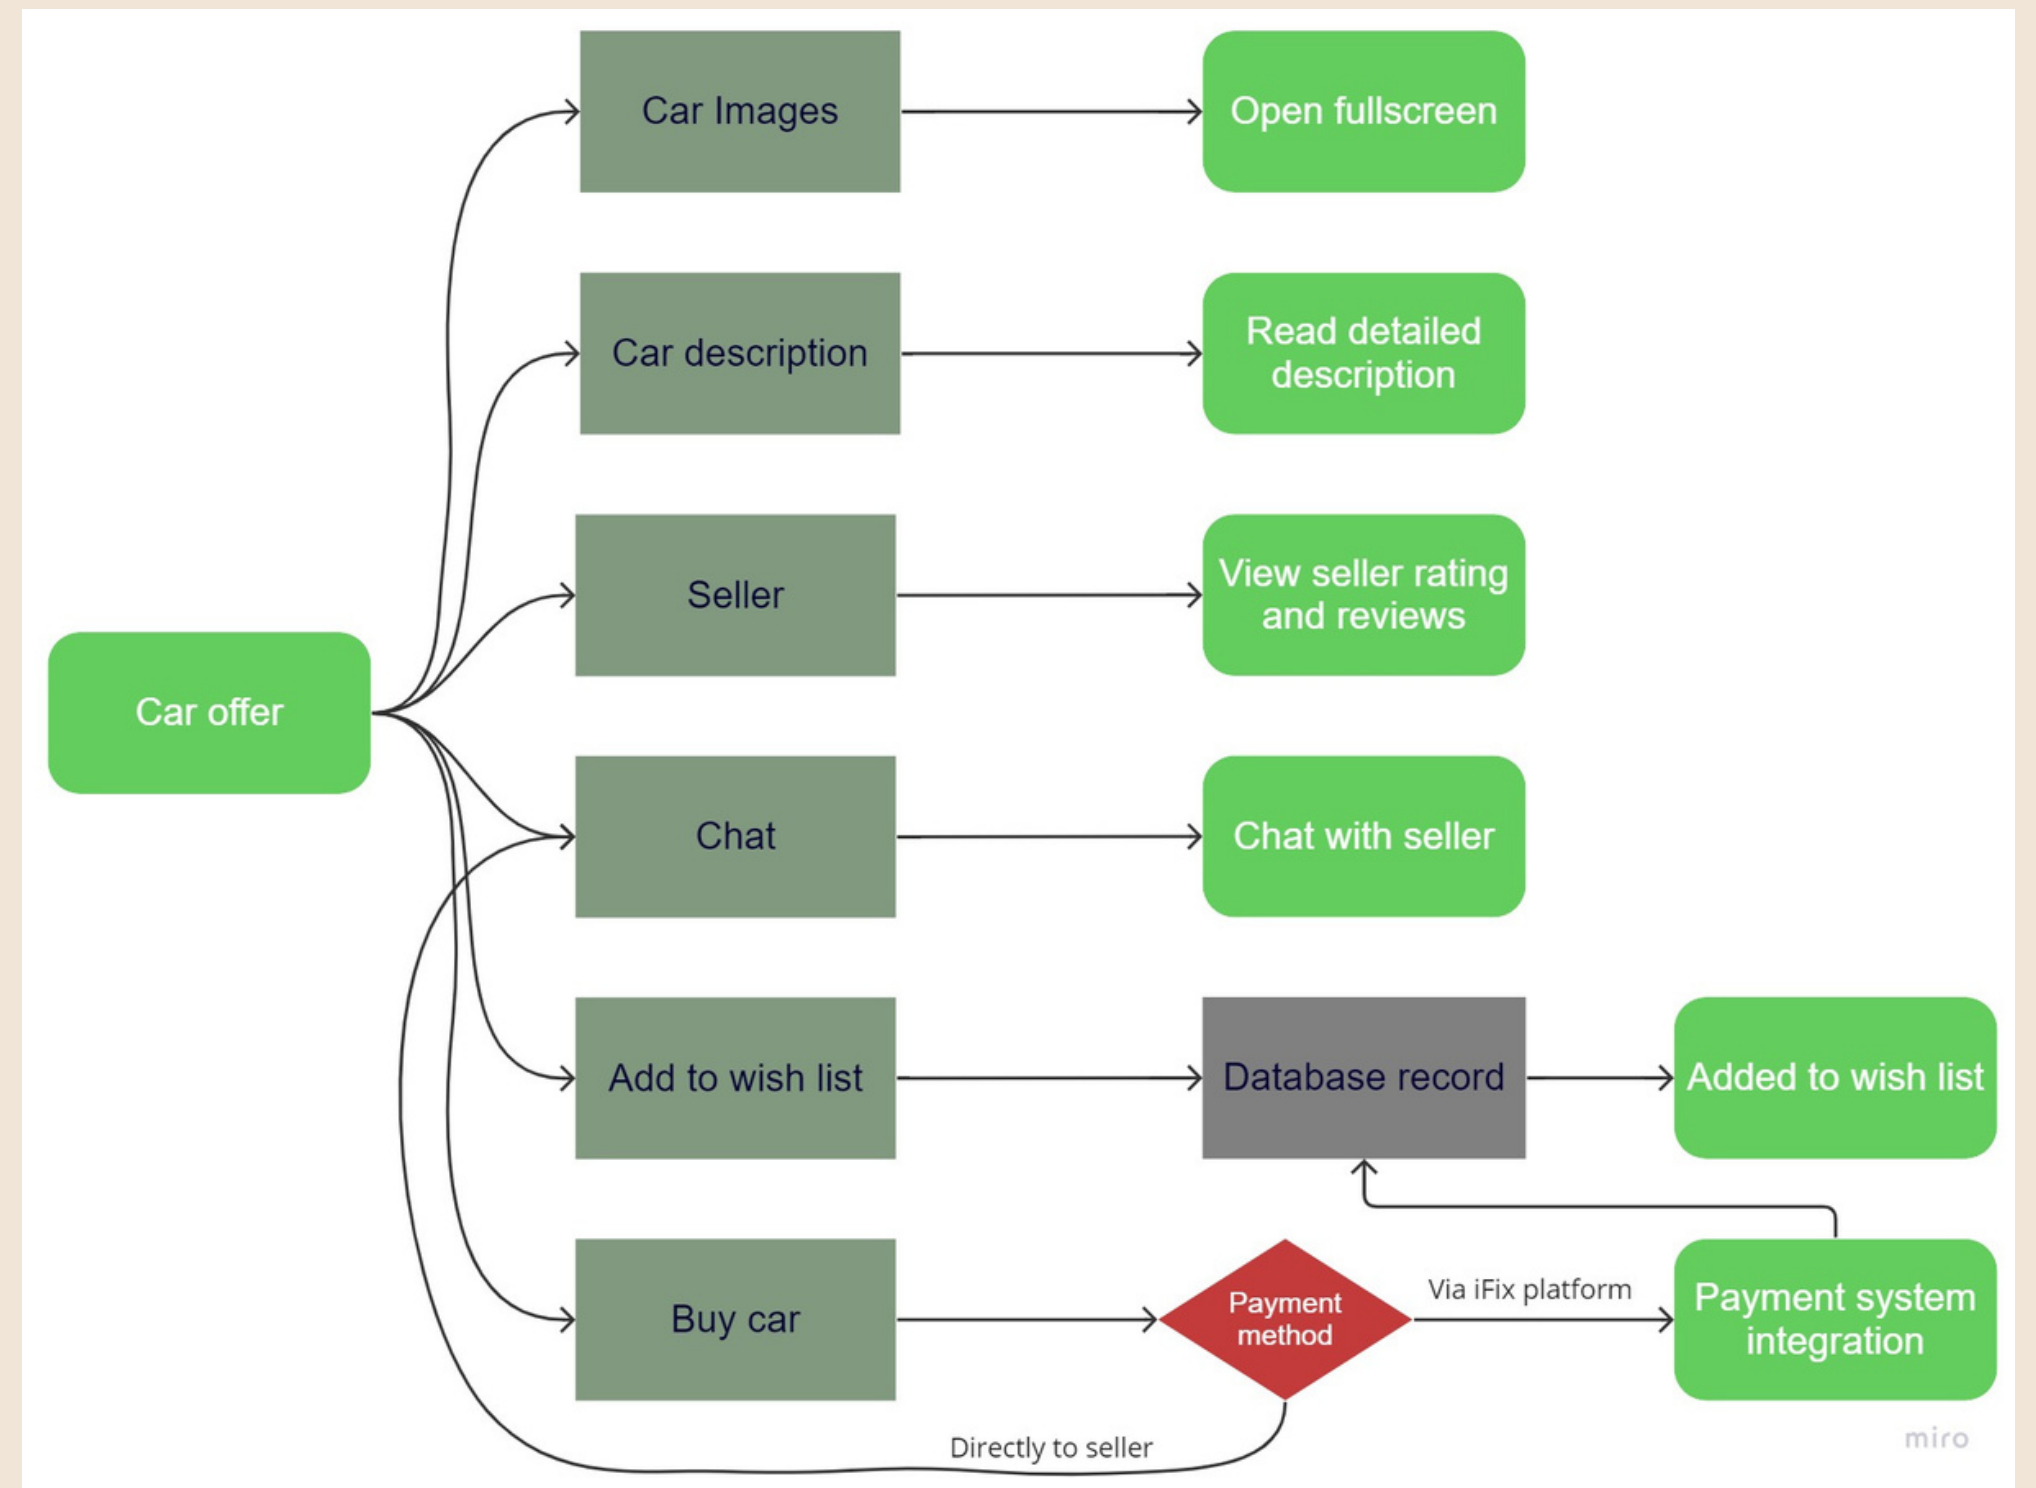 Car Images
Open fullscreen
Car description
Read detailed
description
Seller
View seller rating
and reviews
Car offer
Chat
Chat with seller
Add to wish list
Database record
Added to wish list
Buy car
Payment
method
Via iFix platform
Payment system
integration
Directly to seller
miro